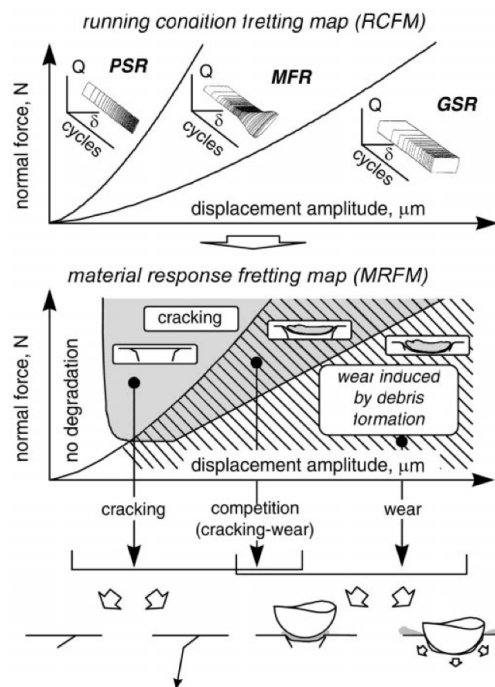 running condition fretting map (RCFM)
normal force, N
Q
δ
cycles
PSR
Q
δ
cycles
MFR
Q
δ
cycles
GSR
displacement amplitude, μm
material response fretting map (MRFM)
normal force, N
no degradation
cracking
wear induced
by debris
formation
displacement amplitude, μm
cracking
competition
(cracking-wear)
wear